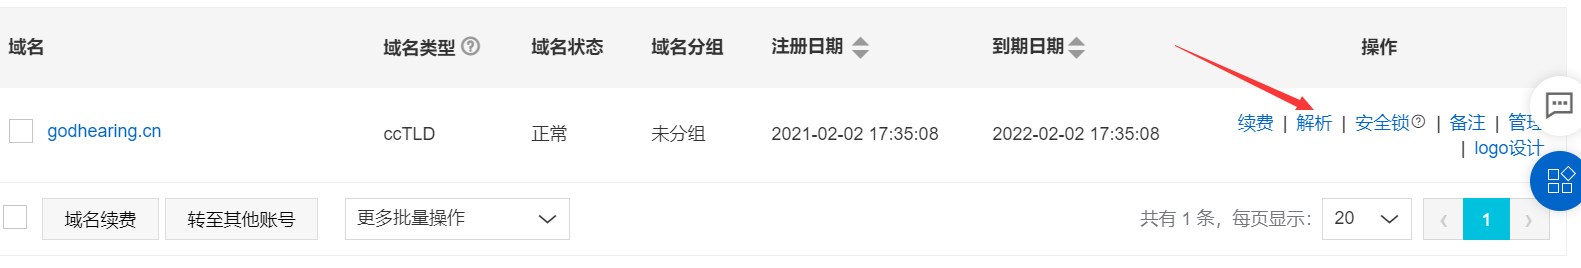 域名 域名类型 域名状态 域名分组 注册日期 到期日期 操作
godhearing.cn ccTLD 正常 未分组 2021-02-02 17:35:08 2022-02-02 17:35:08 续费 | 解析 | 安全锁 | 备注 | 管理
| logo设计
域名续费 转至其他账号 更多批量操作 共有 1 条，每页显示： 20 ‹ 1 ›